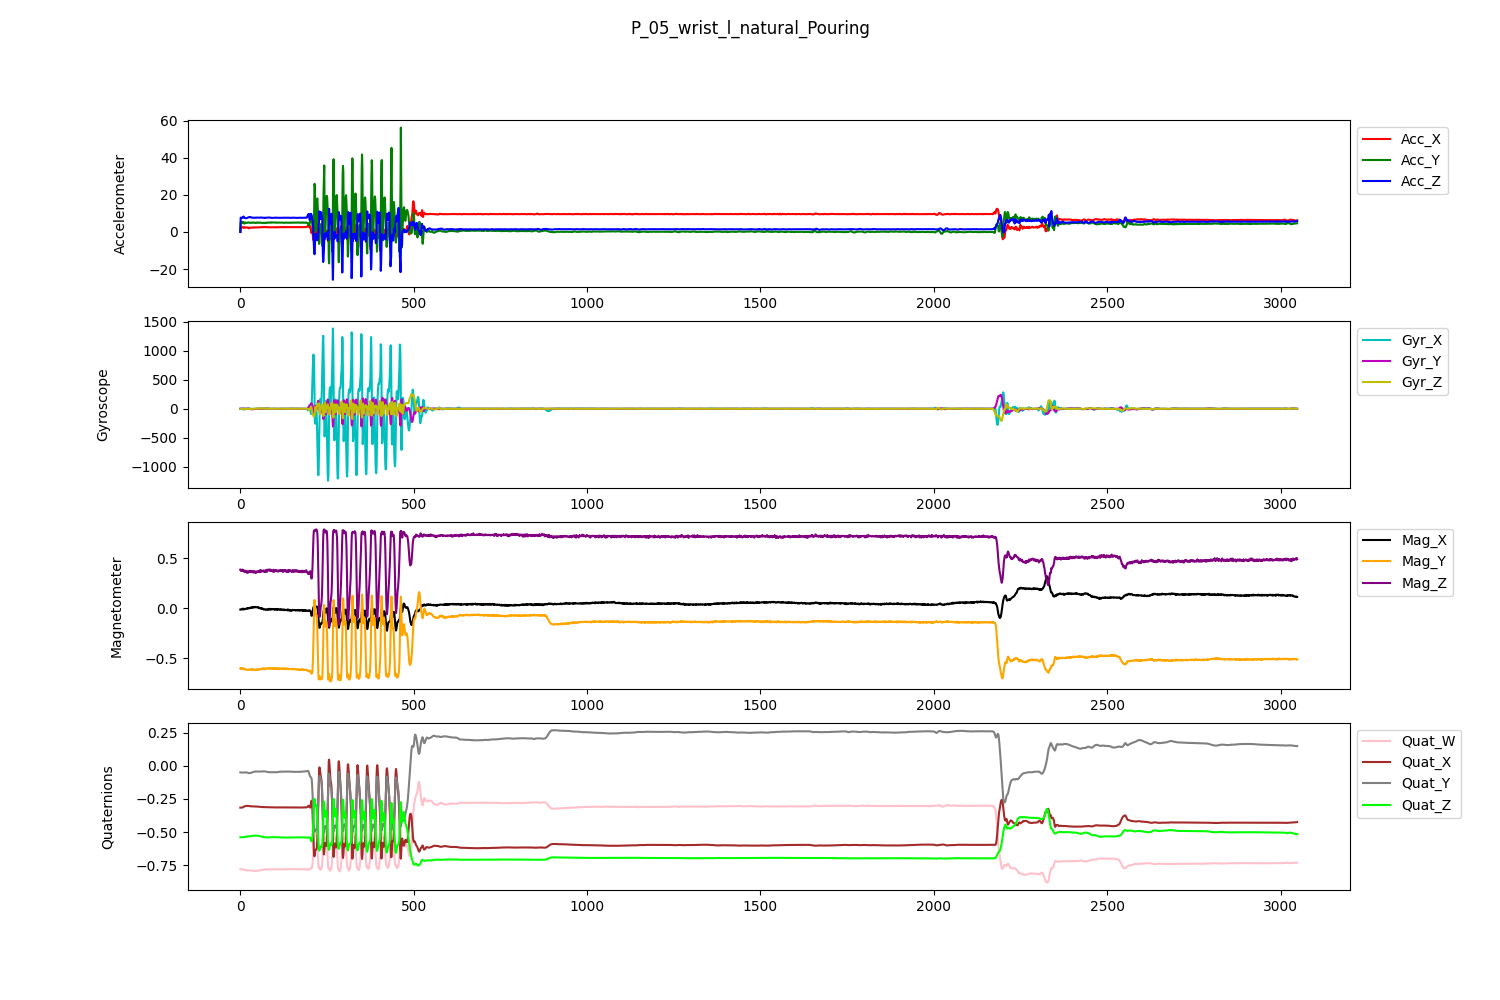 P_05_wrist_l_natural_Pouring
Accelerometer
60
40
20
0
−20
0 500 1000 1500 2000 2500 3000
Acc_X
Acc_Y
Acc_Z
Gyroscope
1500
1000
500
0
−500
−1000
0 500 1000 1500 2000 2500 3000
Gyr_X
Gyr_Y
Gyr_Z
Magnetometer
0.5
0.0
−0.5
0 500 1000 1500 2000 2500 3000
Mag_X
Mag_Y
Mag_Z
Quaternions
0.25
0.00
−0.25
−0.50
−0.75
0 500 1000 1500 2000 2500 3000
Quat_W
Quat_X
Quat_Y
Quat_Z